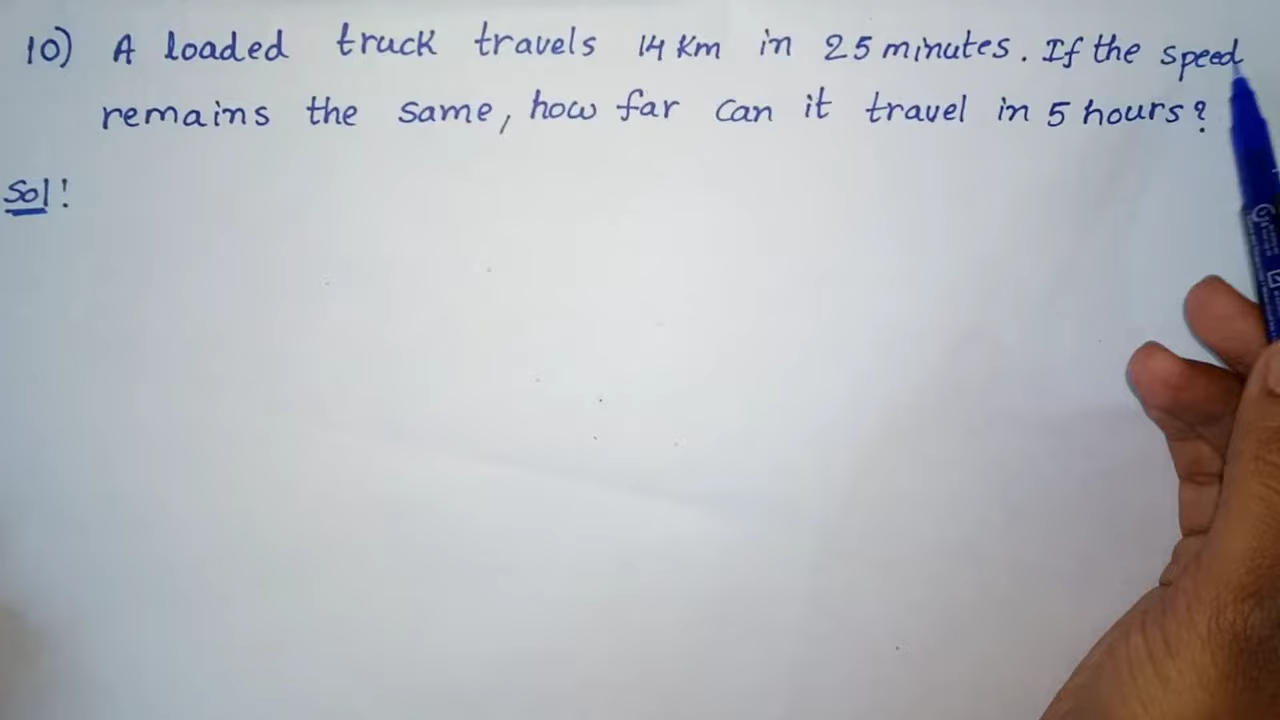 10) A loaded truck travels 14 Km in 25 minutes. If the speed
remains the same, how far can it travel in 5 hours?
Sol!